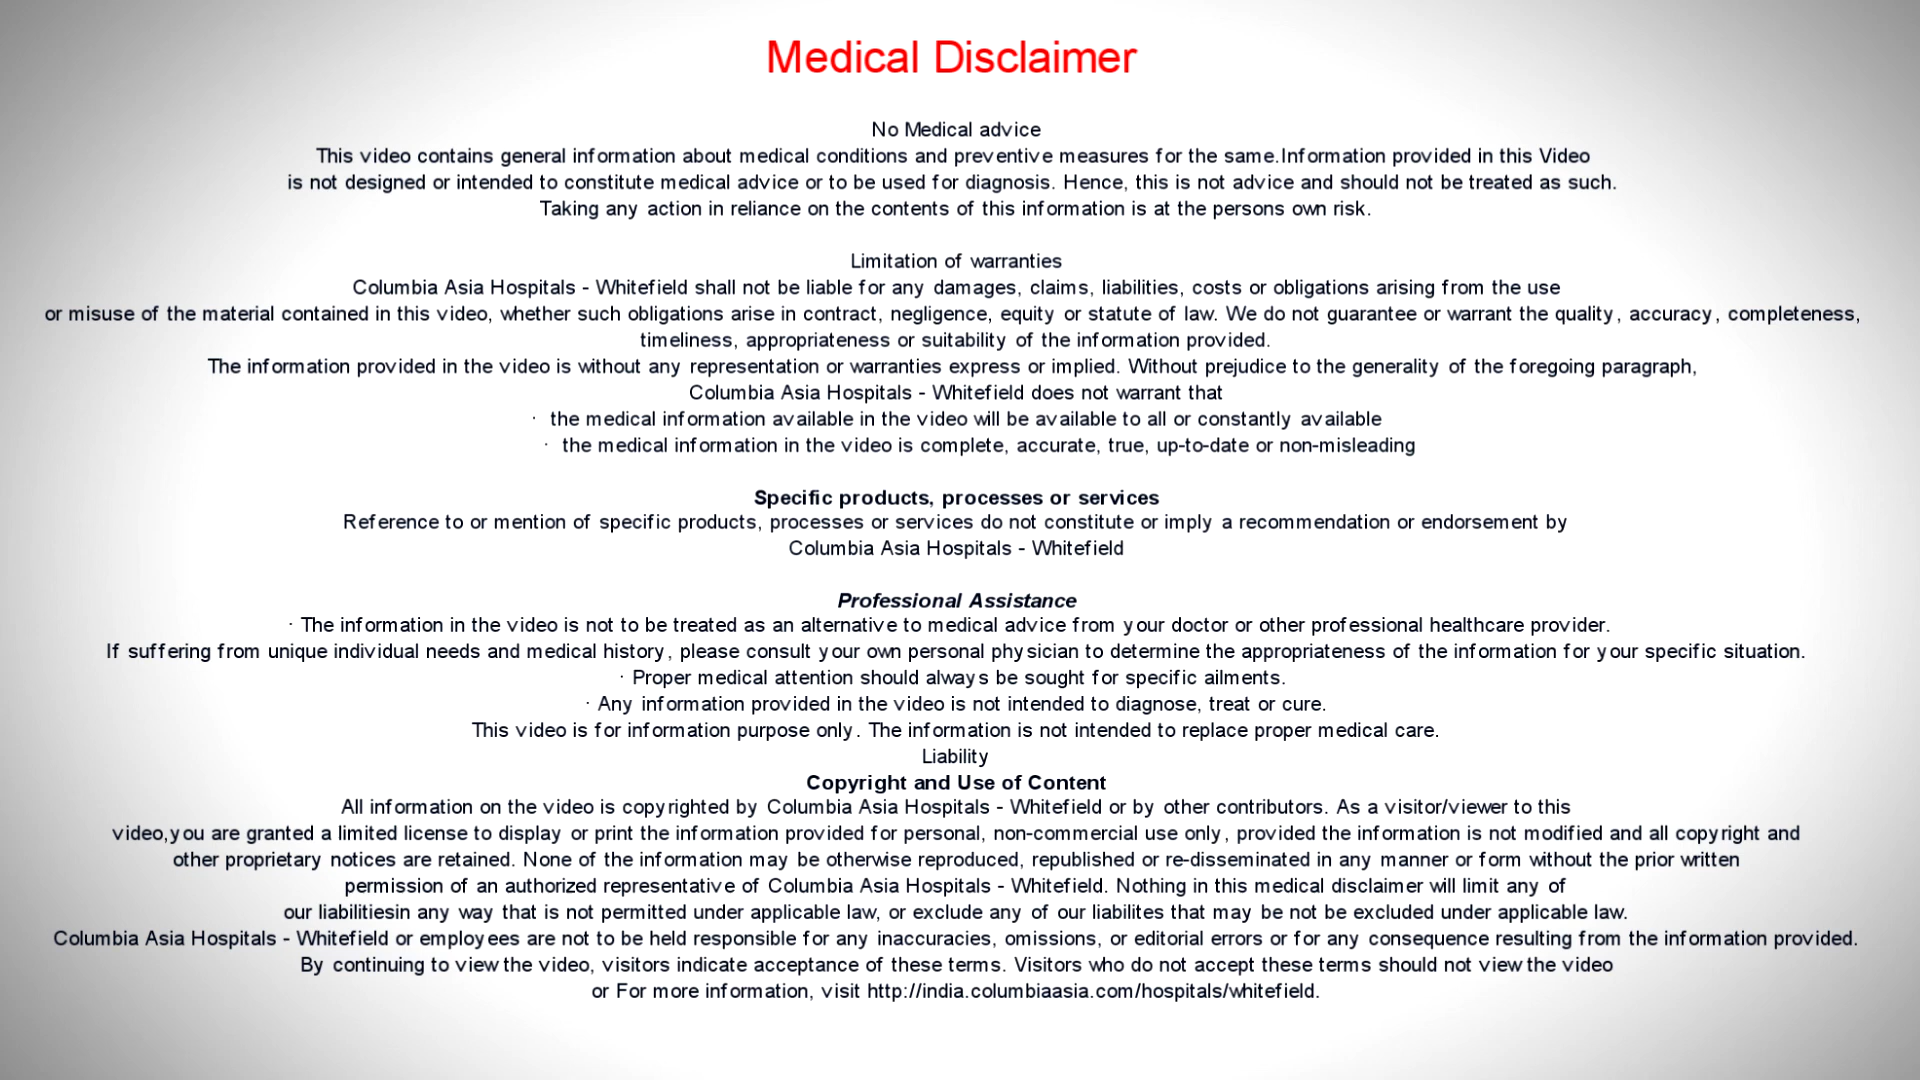 Medical Disclaimer
No Medical advice
This video contains general information about medical conditions and preventive measures for the same.Information provided in this Video
is not designed or intended to constitute medical advice or to be used for diagnosis. Hence, this is not advice and should not be treated as such.
Taking any action in reliance on the contents of this information is at the persons own risk.
Limitation of warranties
Columbia Asia Hospitals - Whitefield shall not be liable for any damages, claims, liabilities, costs or obligations arising from the use
or misuse of the material contained in this video, whether such obligations arise in contract, negligence, equity or statute of law. We do not guarantee or warrant the quality, accuracy, completeness,
timeliness, appropriateness or suitability of the information provided.
The information provided in the video is without any representation or warranties express or implied. Without prejudice to the generality of the foregoing paragraph,
Columbia Asia Hospitals - Whitefield does not warrant that
· the medical information available in the video will be available to all or constantly available
· the medical information in the video is complete, accurate, true, up-to-date or non-misleading
Specific products, processes or services
Reference to or mention of specific products, processes or services do not constitute or imply a recommendation or endorsement by
Columbia Asia Hospitals - Whitefield
Professional Assistance
· The information in the video is not to be treated as an alternative to medical advice from your doctor or other professional healthcare provider.
If suffering from unique individual needs and medical history, please consult your own personal physician to determine the appropriateness of the information for your specific situation.
· Proper medical attention should always be sought for specific ailments.
· Any information provided in the video is not intended to diagnose, treat or cure.
This video is for information purpose only. The information is not intended to replace proper medical care.
Liability
Copyright and Use of Content
All information on the video is copyrighted by Columbia Asia Hospitals - Whitefield or by other contributors. As a visitor/viewer to this
video,you are granted a limited license to display or print the information provided for personal, non-commercial use only, provided the information is not modified and all copyright and
other proprietary notices are retained. None of the information may be otherwise reproduced, republished or re-disseminated in any manner or form without the prior written
permission of an authorized representative of Columbia Asia Hospitals - Whitefield. Nothing in this medical disclaimer will limit any of
our liabilitiesin any way that is not permitted under applicable law, or exclude any of our liabilites that may be not be excluded under applicable law.
Columbia Asia Hospitals - Whitefield or employees are not to be held responsible for any inaccuracies, omissions, or editorial errors or for any consequence resulting from the information provided.
By continuing to view the video, visitors indicate acceptance of these terms. Visitors who do not accept these terms should not view the video
or For more information, visit http://india.columbiaasia.com/hospitals/whitefield.